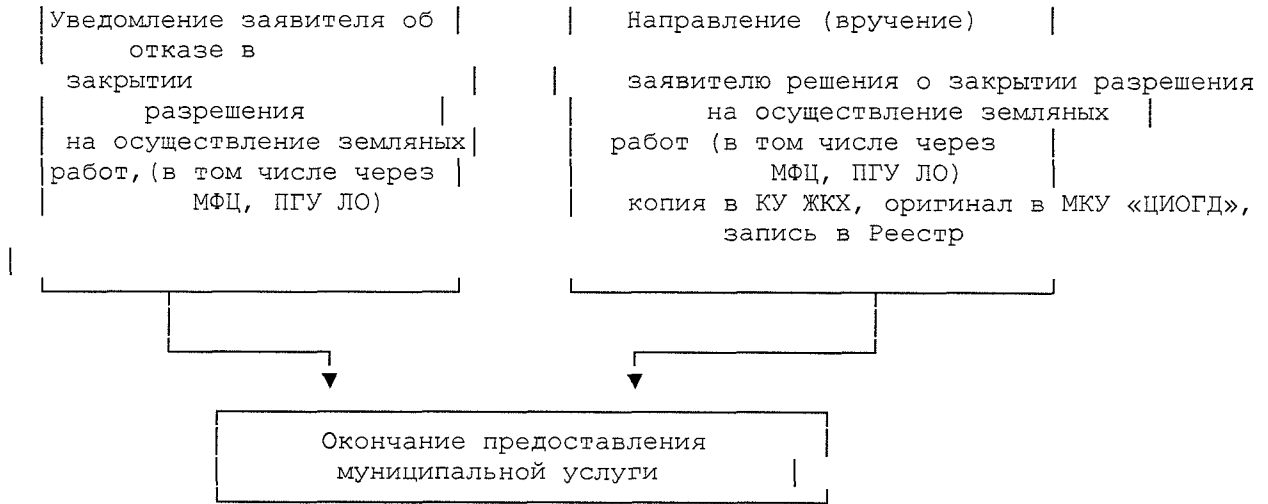 Уведомление заявителя об
отказе в
закрытии
разрешения
на осуществление земляных
работ, (в том числе через
МФЦ, ПГУ ЛО)
Направление (вручение)
заявителю решения о закрытии разрешения
на осуществление земляных
работ (в том числе через
МФЦ, ПГУ ЛО)
копия в КУ ЖКХ, оригинал в МКУ «ЦИОГД»,
запись в Реестр
Окончание предоставления
муниципальной услуги